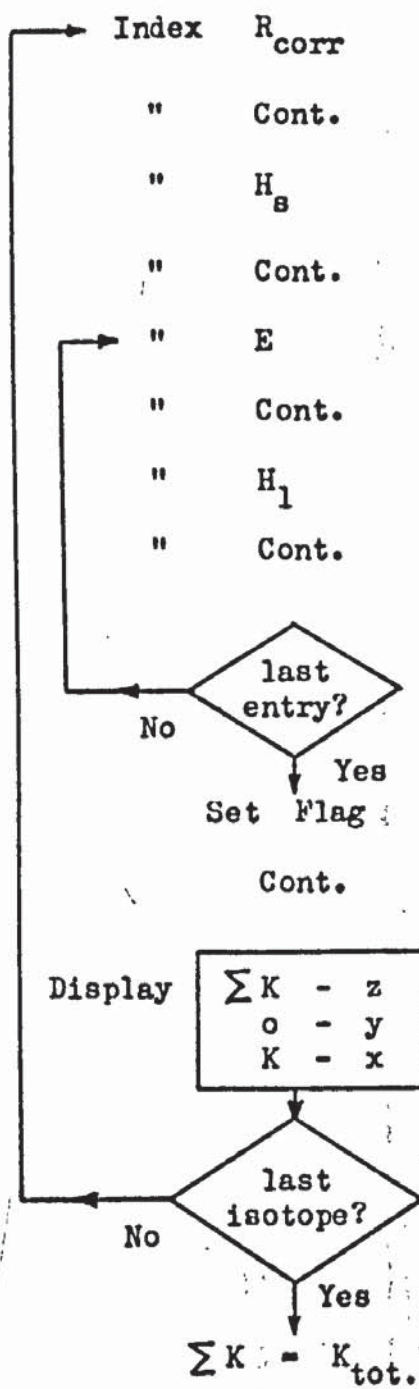 Index R_corr
" Cont.
" H_s
" Cont.
" E
" Cont.
" H_l
" Cont.
last
entry?
No
Yes
Set Flag
Cont.
Display ∑K - z
o - y
K - x
last
isotope?
No
Yes
∑K = K_tot.